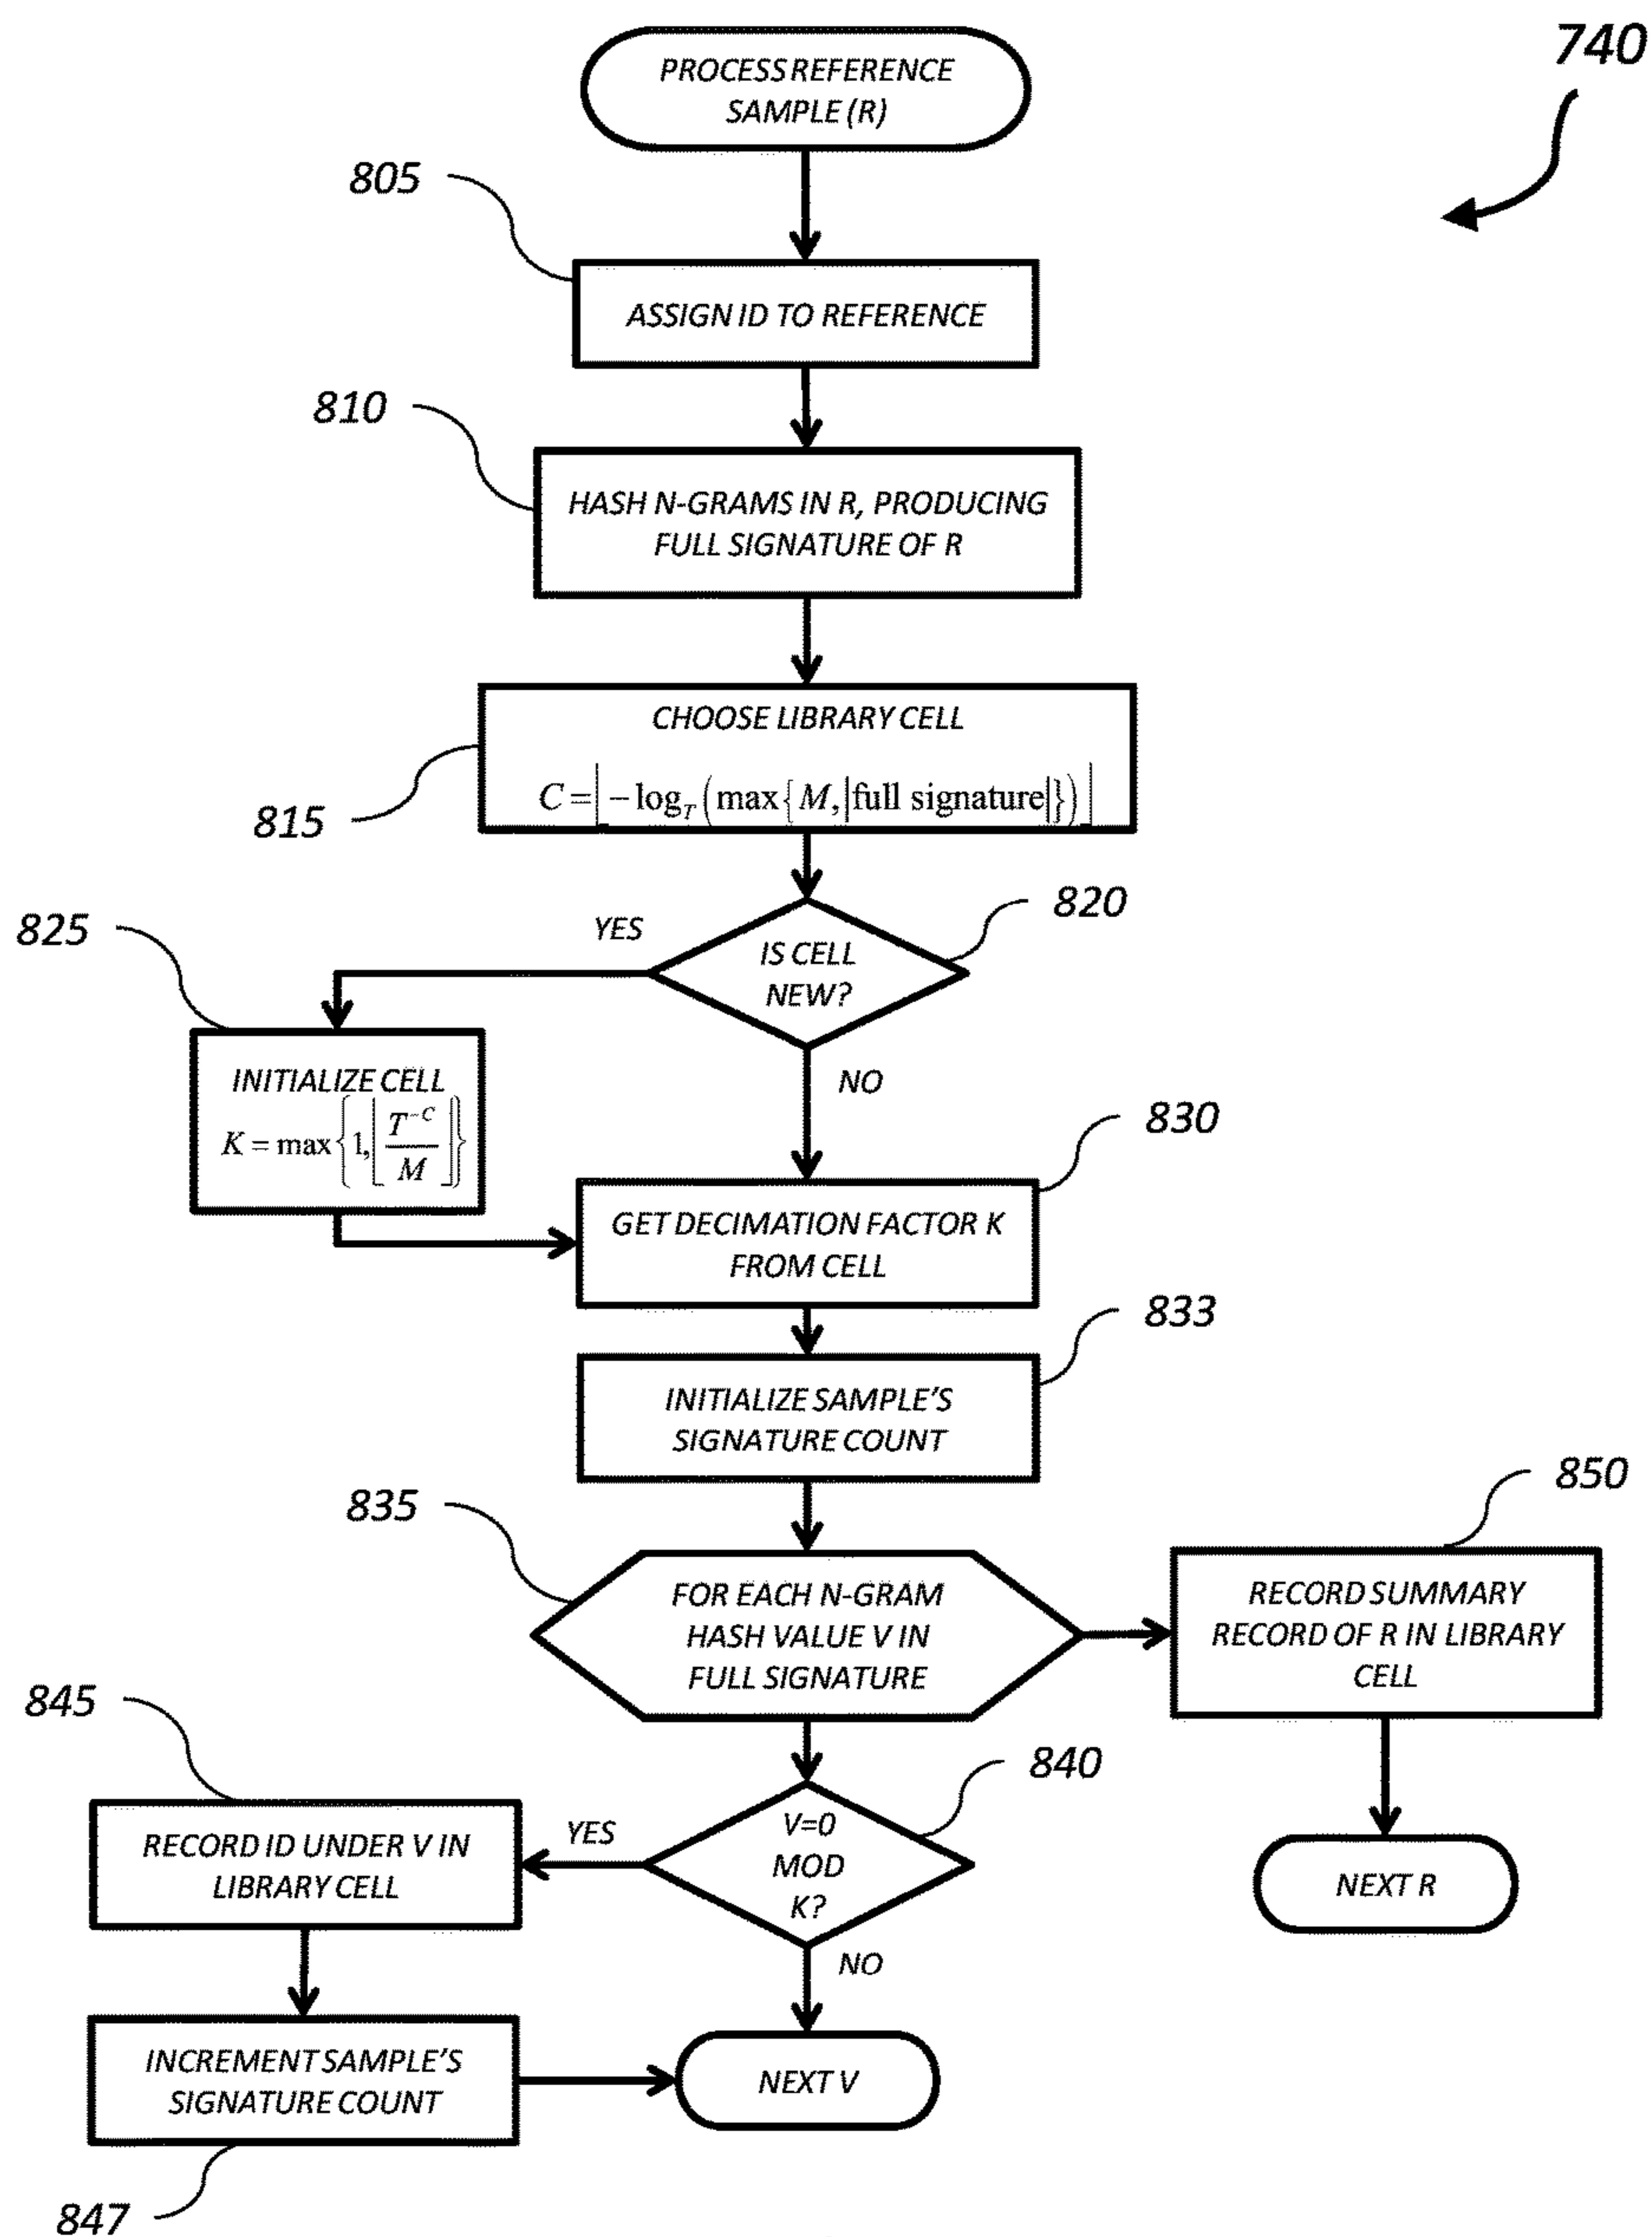 740
PROCESS REFERENCE
SAMPLE (R)
805
ASSIGN ID TO REFERENCE
810
HASH N-GRAMS IN R, PRODUCING
FULL SIGNATURE OF R
CHOOSE LIBRARY CELL
C = ⌊−log_T(max{M, |full signature|})⌋
815
820
YES
825
IS CELL
NEW?
NO
INITIALIZE CELL
K = max{1, ⌊T^−C / M⌋}
830
GET DECIMATION FACTOR K
FROM CELL
833
INITIALIZE SAMPLE'S
SIGNATURE COUNT
835
850
FOR EACH N-GRAM
HASH VALUE V IN
FULL SIGNATURE
RECORD SUMMARY
RECORD OF R IN LIBRARY
CELL
845
840
RECORD ID UNDER V IN
LIBRARY CELL
YES
V=0
MOD
K?
NEXT R
NO
INCREMENT SAMPLE'S
SIGNATURE COUNT
NEXT V
847